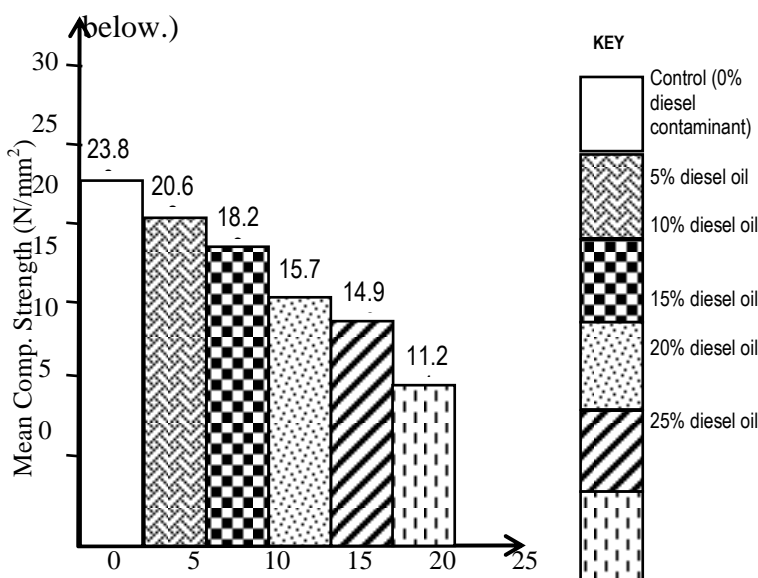 below.)
30
25
20
15
10
5
0
Mean Comp. Strength (N/mm²)
23.8
20.6
18.2
15.7
14.9
11.2
0 5 10 15 20 25
KEY
Control (0%
diesel
contaminant)
5% diesel oil
10% diesel oil
15% diesel oil
20% diesel oil
25% diesel oil